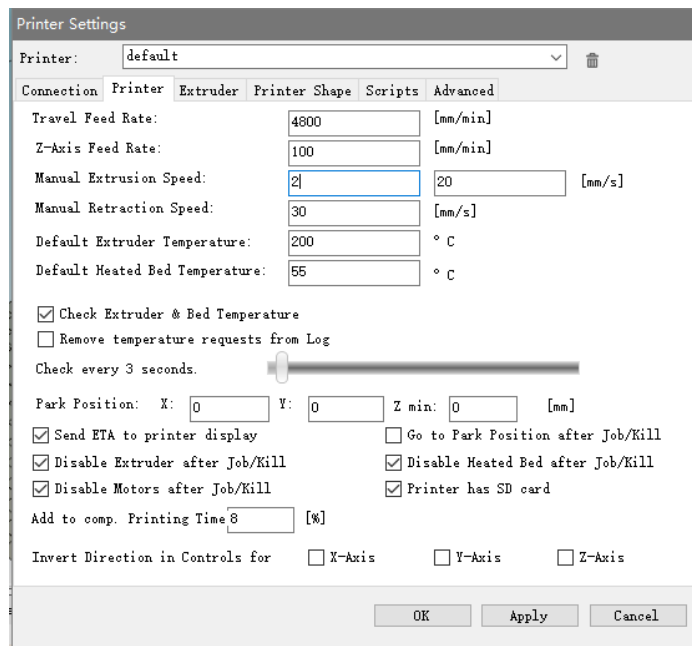 Printer Settings
Printer: default
Connection Printer Extruder Printer Shape Scripts Advanced
Travel Feed Rate: 4800 [mm/min]
Z-Axis Feed Rate: 100 [mm/min]
Manual Extrusion Speed: 2 20 [mm/s]
Manual Retraction Speed: 30 [mm/s]
Default Extruder Temperature: 200 ° C
Default Heated Bed Temperature: 55 ° C
Check Extruder & Bed Temperature
Remove temperature requests from Log
Check every 3 seconds.
Park Position: X: 0 Y: 0 Z min: 0 [mm]
Send ETA to printer display Go to Park Position after Job/Kill
Disable Extruder after Job/Kill Disable Heated Bed after Job/Kill
Disable Motors after Job/Kill Printer has SD card
Add to comp. Printing Time 8 [%]
Invert Direction in Controls for X-Axis Y-Axis Z-Axis
OK Apply Cancel